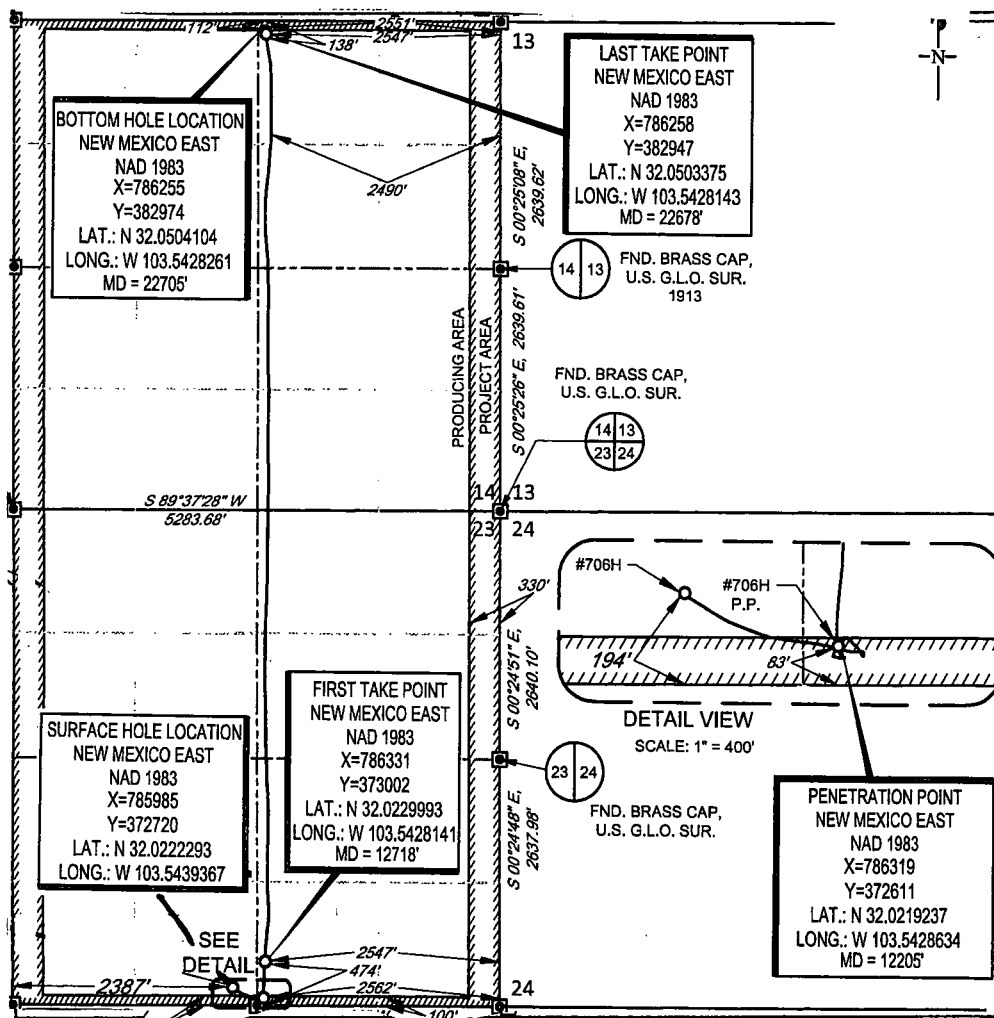 112'
2551'
2547'
138'
13
N
BOTTOM HOLE LOCATION
NEW MEXICO EAST
NAD 1983
X=786255
Y=382974
LAT.: N 32.0504104
LONG.: W 103.5428261
MD = 22705'
LAST TAKE POINT
NEW MEXICO EAST
NAD 1983
X=786258
Y=382947
LAT.: N 32.0503375
LONG.: W 103.5428143
MD = 22678'
2490'
S 00°25'08" E,
2639.62'
14 13
FND. BRASS CAP,
U.S. G.L.O. SUR.
1913
PRODUCING AREA
PROJECT AREA
S 00°25'26" E, 2639.61'
FND. BRASS CAP,
U.S. G.L.O. SUR.
14 13
23 24
S 89°37'28" W
5283.68'
14 13
23 24
330'
S 00°24'51" E,
2640.10'
#706H
#706H
P.P.
194'
83'
DETAIL VIEW
SCALE: 1" = 400'
FIRST TAKE POINT
NEW MEXICO EAST
NAD 1983
X=786331
Y=373002
LAT.: N 32.0229993
LONG.: W 103.5428141
MD = 12718'
SURFACE HOLE LOCATION
NEW MEXICO EAST
NAD 1983
X=785985
Y=372720
LAT.: N 32.0222293
LONG.: W 103.5439367
23 24
FND. BRASS CAP,
U.S. G.L.O. SUR.
S 00°24'48" E,
2637.98'
PENETRATION POINT
NEW MEXICO EAST
NAD 1983
X=786319
Y=372611
LAT.: N 32.0219237
LONG.: W 103.5428634
MD = 12205'
SEE
DETAIL
2547'
474'
2387'
2562'
24
100'